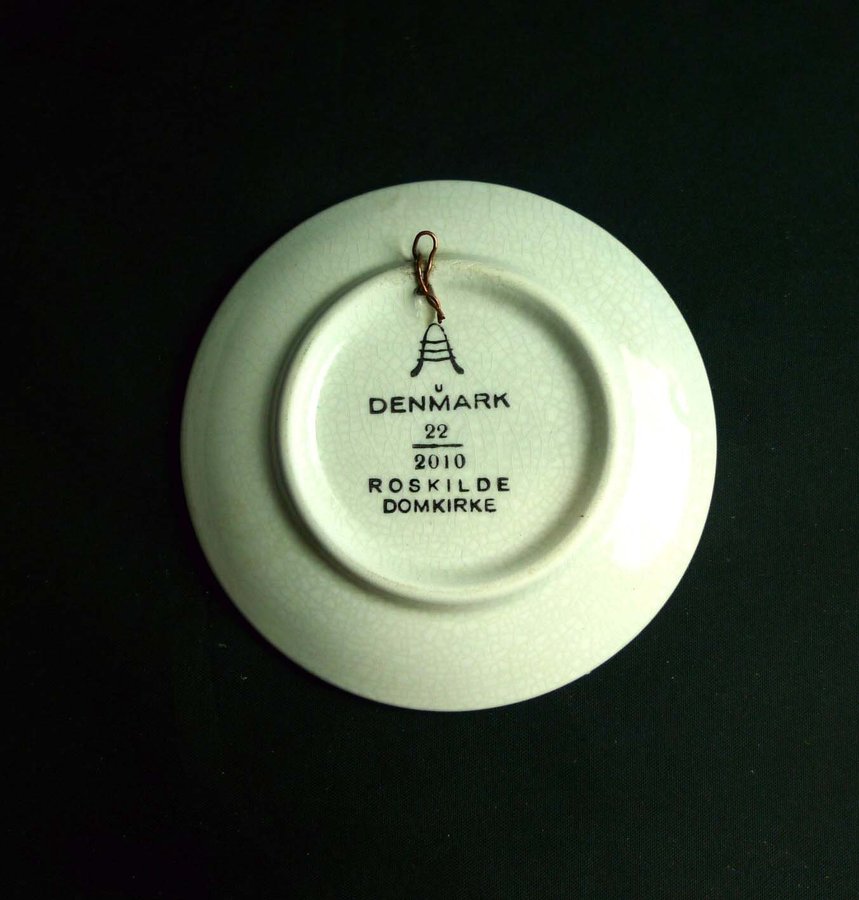 U
DENMARK
22
2010
ROSKILDE
DOMKIRKE